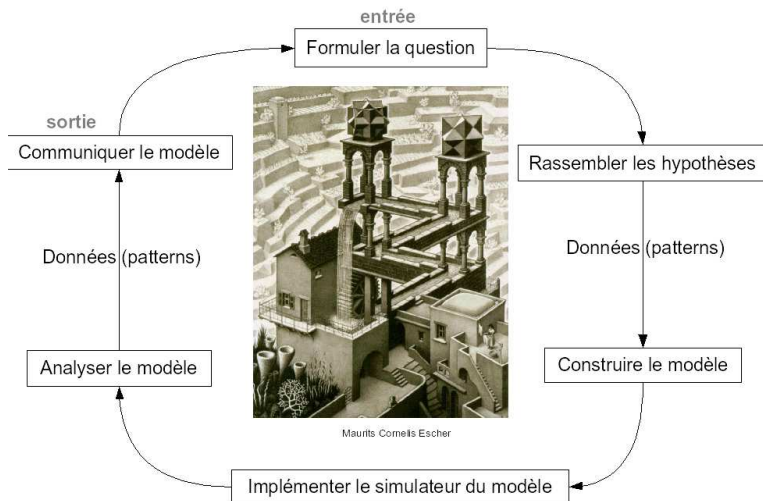 entrée
Formuler la question
sortie
Communiquer le modèle
Rassembler les hypothèses
Données (patterns)
Données (patterns)
Analyser le modèle
Construire le modèle
Maurits Cornelis Escher
Implémenter le simulateur du modèle